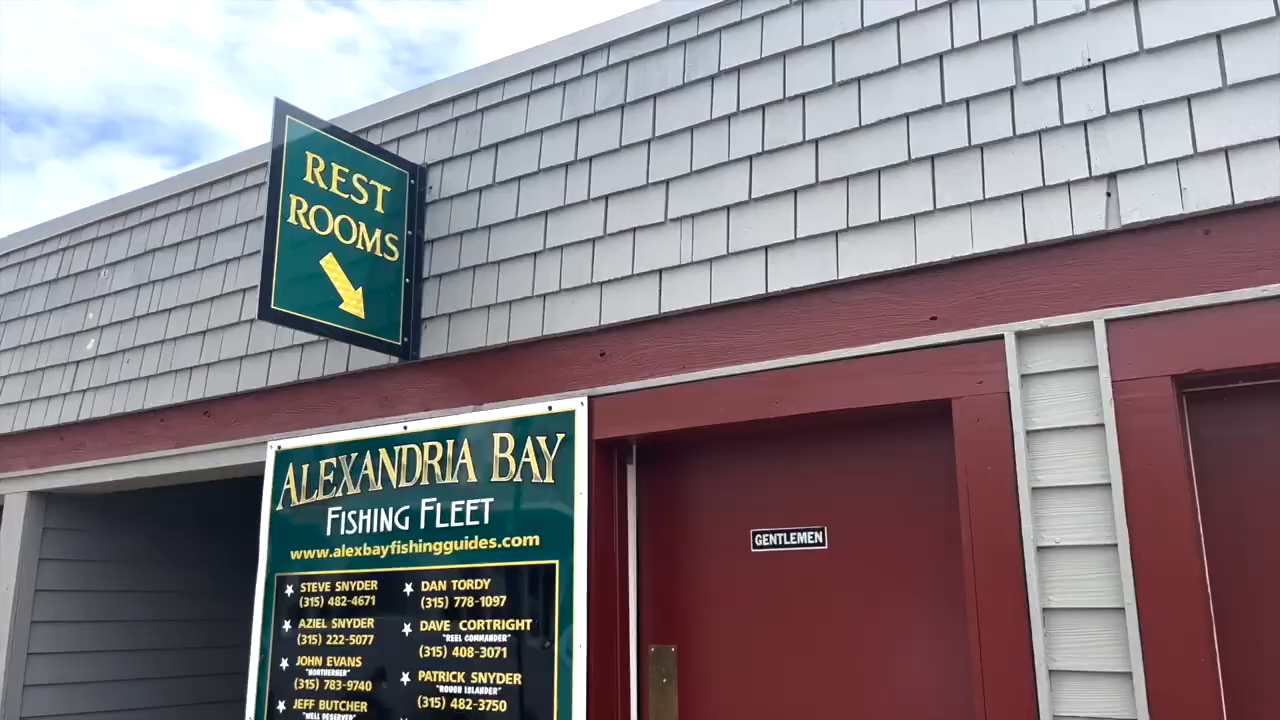 REST
ROOMS
ALEXANDRIA BAY
FISHING FLEET
www.alexbayfishingguides.com
STEVE SNYDER
(315) 482-4671
AZIEL SNYDER
(315) 222-5077
JOHN EVANS
"NORTHERNER"
(315) 783-9740
JEFF BUTCHER
"WELL DESERVED"
DAN TORDY
(315) 778-1097
DAVE CORTRIGHT
"REEL COMMANDER"
(315) 408-3071
PATRICK SNYDER
"ROUGH ISLANDER"
(315) 482-3750
GENTLEMEN